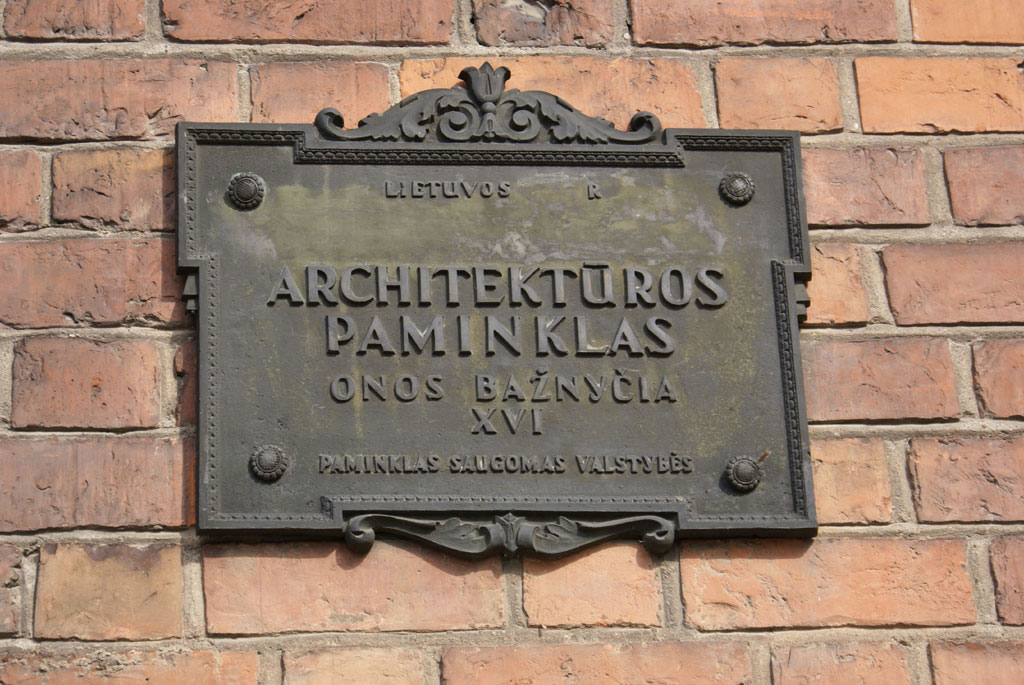 LIETUVOS R
ARCHITEKTŪROS
PAMINKLAS
ONOS BAŽNYČIA
XVI
PAMINKLAS SAUGOMAS VALSTYBĖS